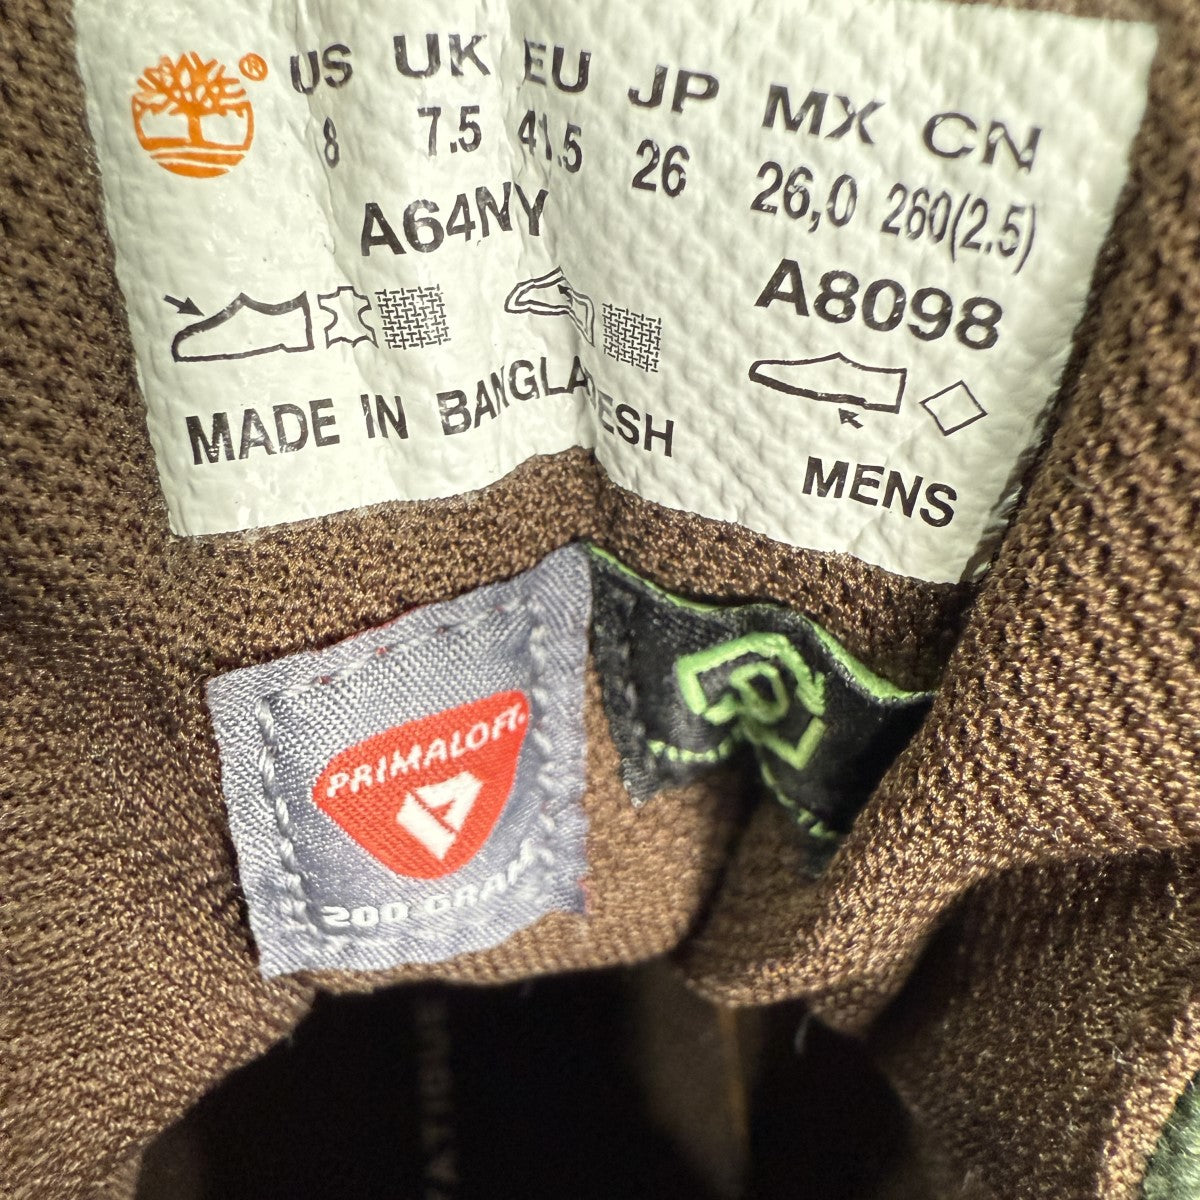 ® US UK EU JP MX CN
8 7.5 41.5 26 26,0 260(2.5)
A64NY A8098
MADE IN BANGLADESH
MENS
PRIMALOFT
200 GRAM